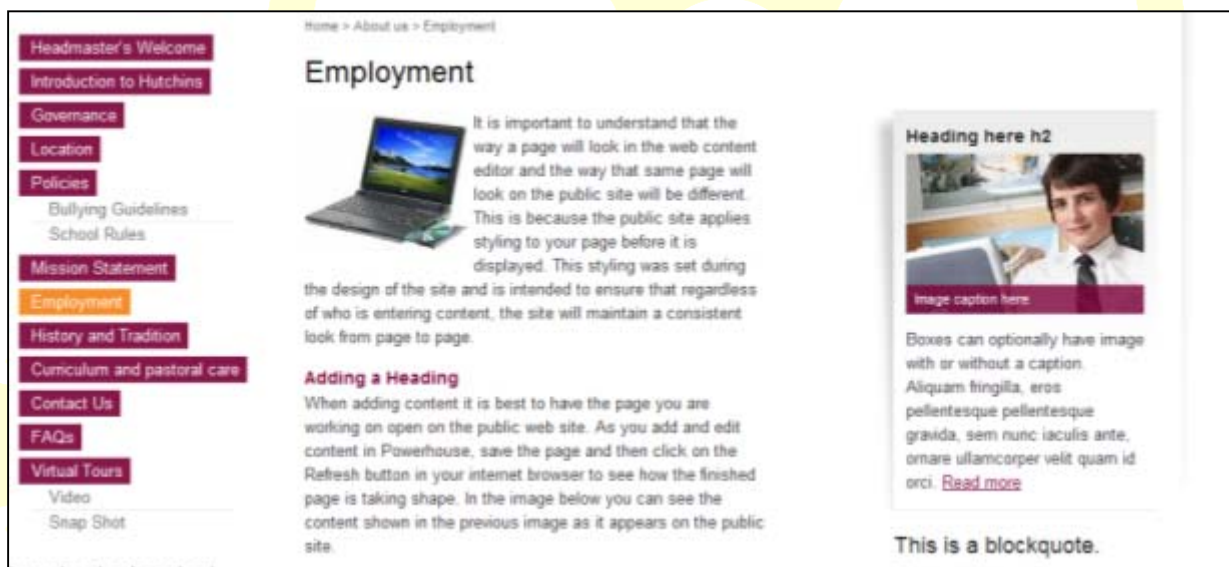 Home > About us > Employment
Headmaster's Welcome
Introduction to Hutchins
Governance
Location
Policies
Bullying Guidelines
School Rules
Mission Statement
Employment
History and Tradition
Curriculum and pastoral care
Contact Us
FAQs
Virtual Tours
Video
Snap Shot
Employment
It is important to understand that the
way a page will look in the web content
editor and the way that same page will
look on the public site will be different.
This is because the public site applies
styling to your page before it is
displayed. This styling was set during
the design of the site and is intended to ensure that regardless
of who is entering content, the site will maintain a consistent
look from page to page.
Adding a Heading
When adding content it is best to have the page you are
working on open on the public web site. As you add and edit
content in Powerhouse, save the page and then click on the
Refresh button in your internet browser to see how the finished
page is taking shape. In the image below you can see the
content shown in the previous image as it appears on the public
site.
Heading here h2
Image caption here
Boxes can optionally have image
with or without a caption.
Aliquam fringilla, eros
pellentesque pellentesque
gravida, sem nunc iaculis ante,
ornare ullamcorper velit quam id
orci. Read more
This is a blockquote.